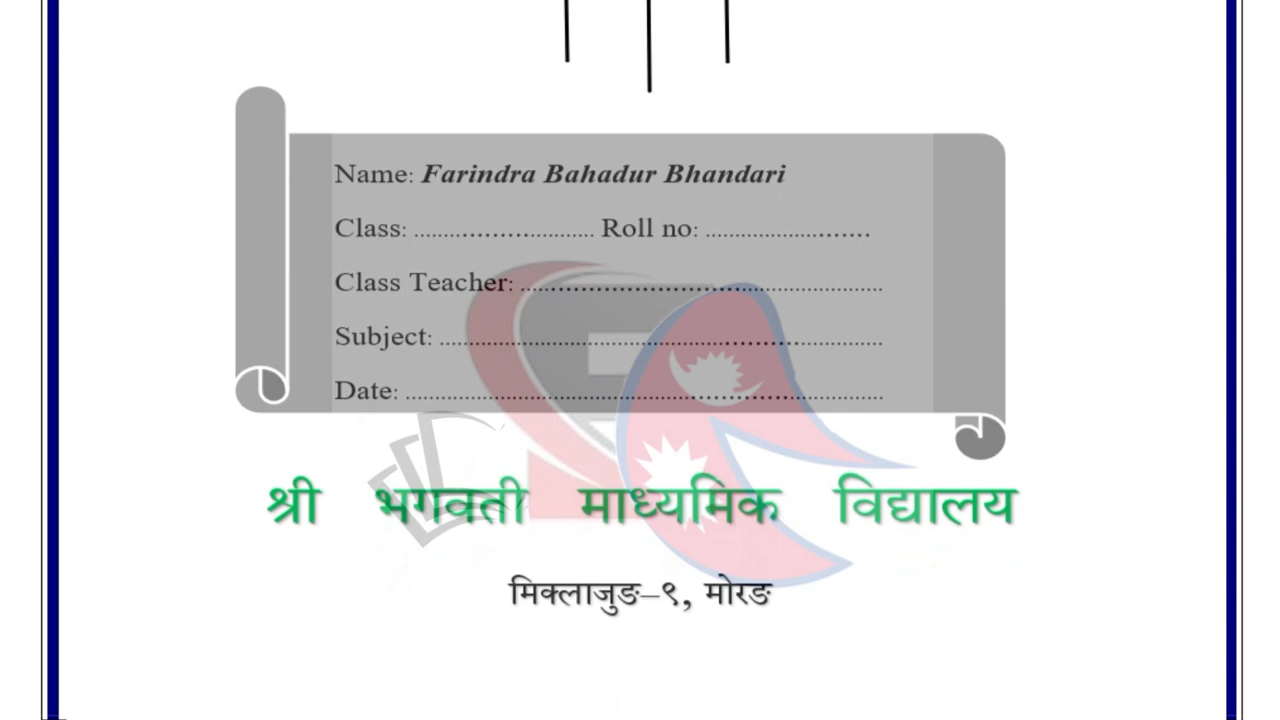 Name: Farindra Bahadur Bhandari
Class: ........................... Roll no: ..........................
Class Teacher: ......................................................
Subject: ..................................................................
Date: .......................................................................
श्री भगवती माध्यमिक विद्यालय
मिक्लाजुङ–९, मोरङ